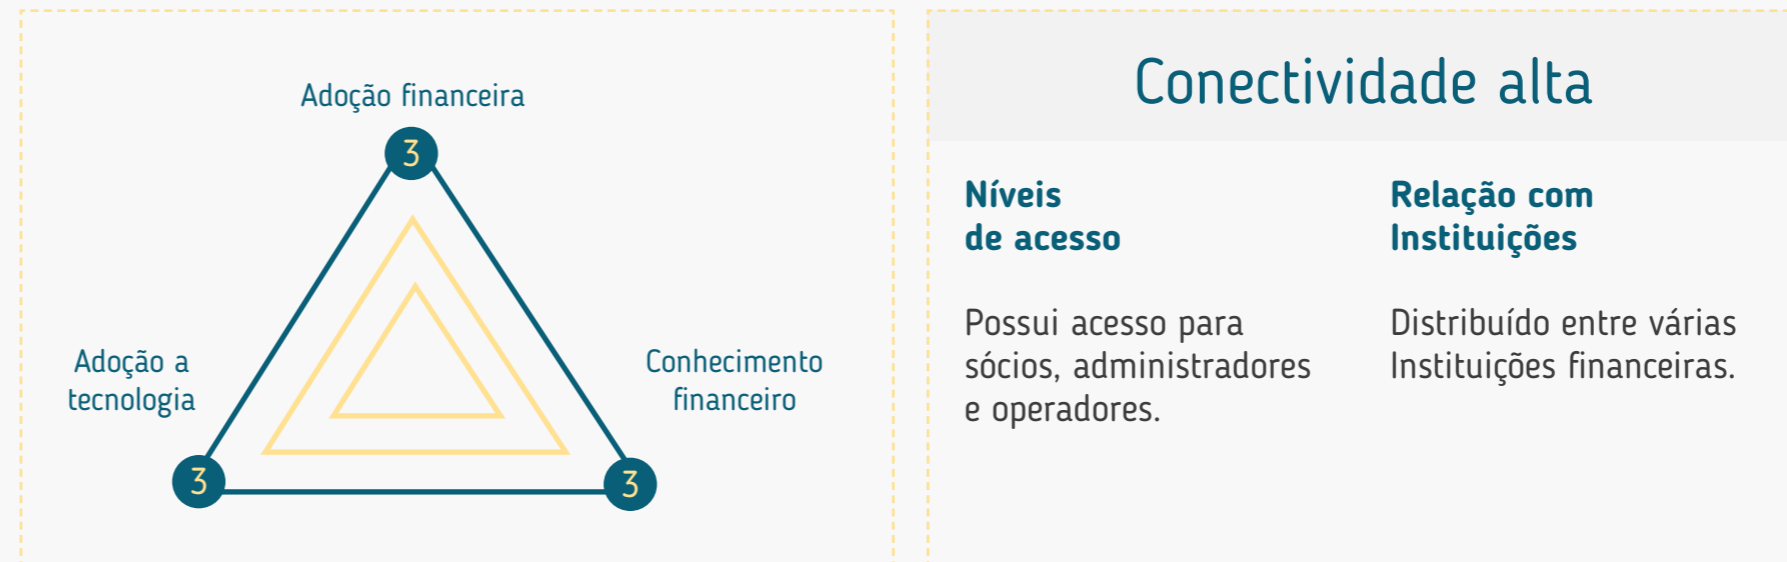 Adoção financeira
3
Adoção a
tecnologia
Conhecimento
financeiro
3
3
Conectividade alta
Níveis
de acesso
Possui acesso para
sócios, administradores
e operadores.
Relação com
Instituições
Distribuído entre várias
Instituições financeiras.